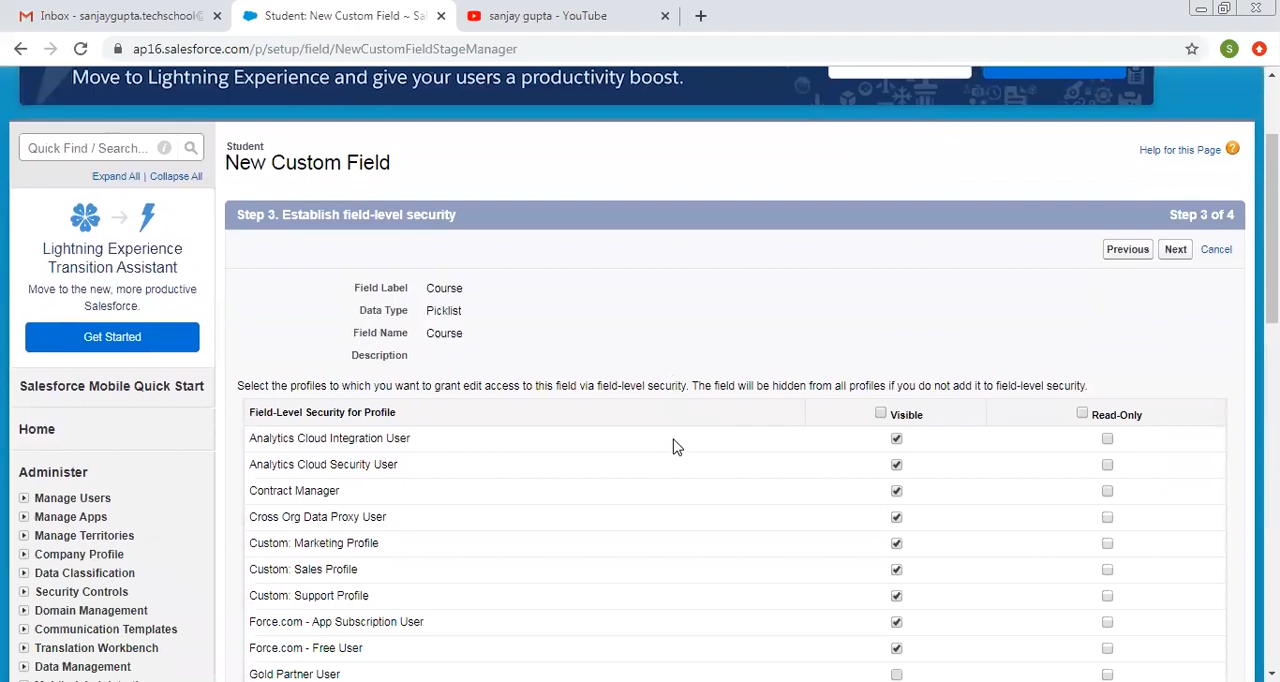 Inbox - sanjaygupta.techschool@
Student: New Custom Field ~ Sal
sanjay gupta - YouTube
ap16.salesforce.com/p/setup/field/NewCustomFieldStageManager
S
Move to Lightning Experience and give your users a productivity boost.
Quick Find / Search...
Expand All | Collapse All
Lightning Experience
Transition Assistant
Move to the new, more productive
Salesforce.
Get Started
Salesforce Mobile Quick Start
Home
Administer
Manage Users
Manage Apps
Manage Territories
Company Profile
Data Classification
Security Controls
Domain Management
Communication Templates
Translation Workbench
Data Management
Student
New Custom Field
Help for this Page
Step 3. Establish field-level security
Step 3 of 4
Previous Next Cancel
Field Label Course
Data Type Picklist
Field Name Course
Description
Select the profiles to which you want to grant edit access to this field via field-level security. The field will be hidden from all profiles if you do not add it to field-level security.
Field-Level Security for Profile Visible Read-Only
Analytics Cloud Integration User
Analytics Cloud Security User
Contract Manager
Cross Org Data Proxy User
Custom: Marketing Profile
Custom: Sales Profile
Custom: Support Profile
Force.com - App Subscription User
Force.com - Free User
Gold Partner User